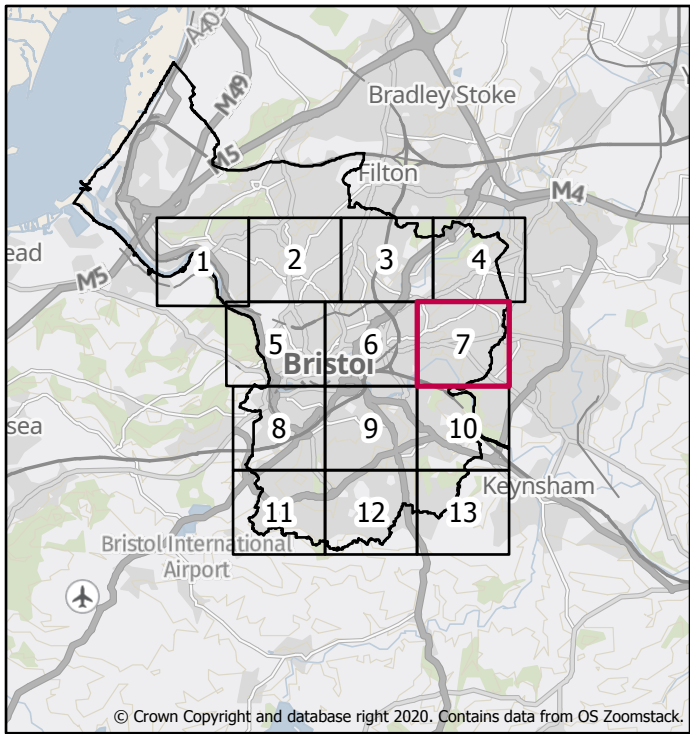 A403
M49
Bradley Stoke
M5
Filton
M4
ead
M5
1
2
3
4
5
6
7
Bristol
8
9
10
sea
Keynsham
11
12
13
Bristol International
Airport
© Crown Copyright and database right 2020. Contains data from OS Zoomstack.